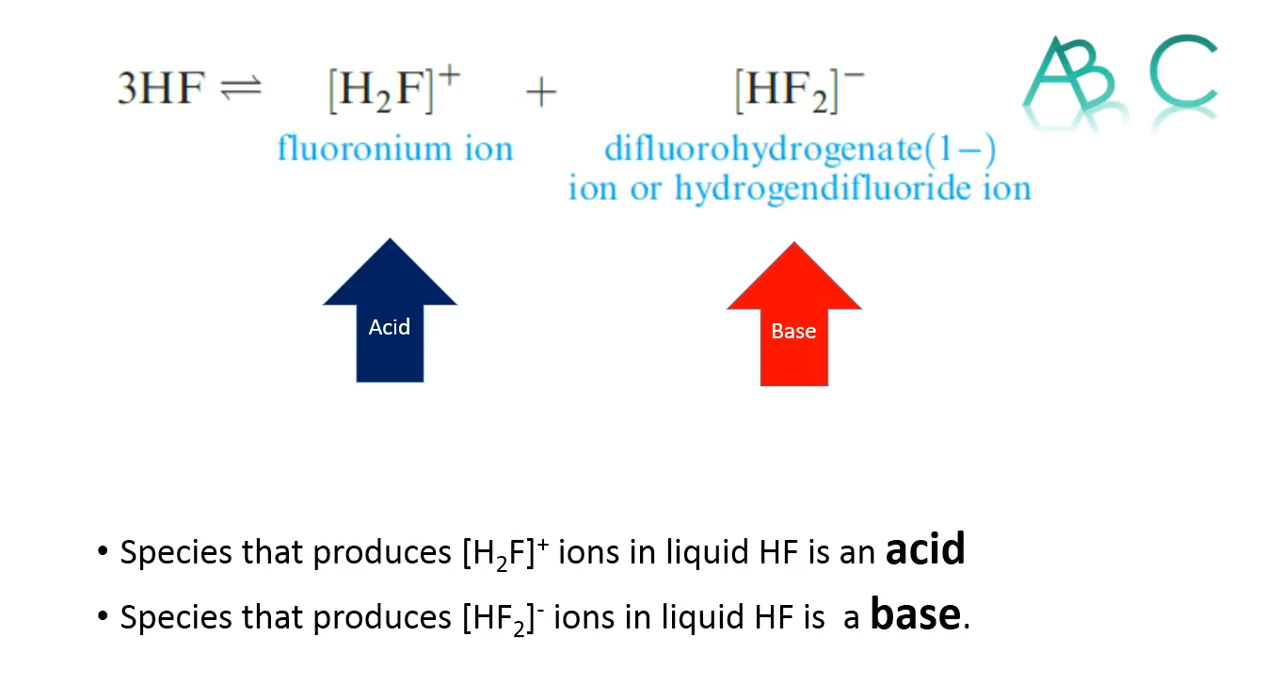 3HF ⇌ [H₂F]⁺ + [HF₂]⁻
fluoronium ion difluorohydrogenate(1−)
ion or hydrogendifluoride ion
ABC
Acid
Base
• Species that produces [H₂F]⁺ ions in liquid HF is an acid
• Species that produces [HF₂]⁻ ions in liquid HF is a base.